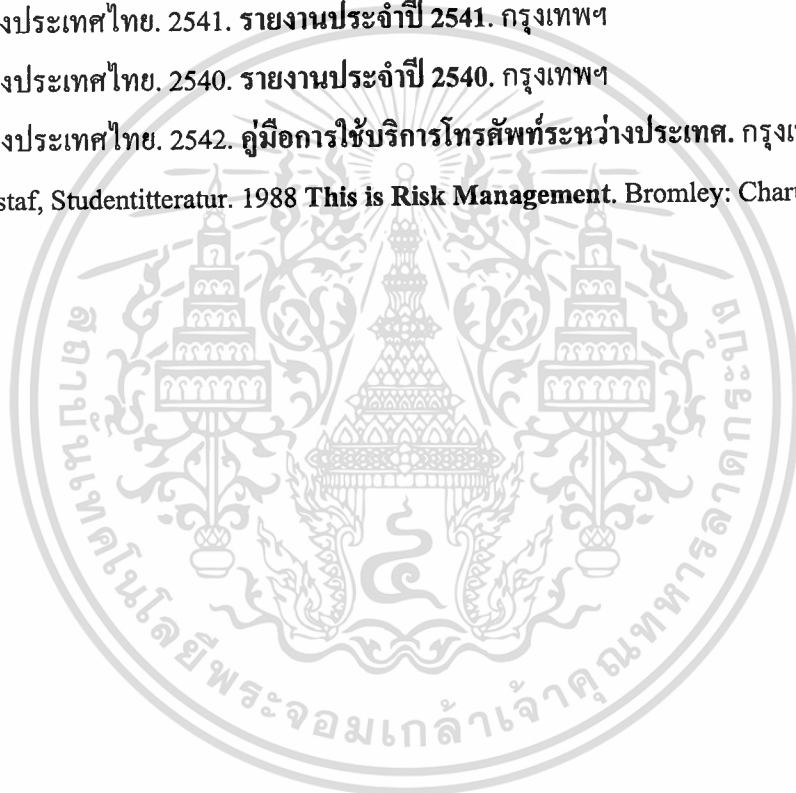 งประเทศไทย. 2541. รายงานประจำปี 2541. กรุงเทพฯ
งประเทศไทย. 2540. รายงานประจำปี 2540. กรุงเทพฯ
งประเทศไทย. 2542. คู่มือการใช้บริการโทรศัพท์ระหว่างประเทศ. กรุงเ
staf, Studentitteratur. 1988 This is Risk Management. Bromley: Char
สถาบันเทคโนโลยีพระจอมเกล้าเจ้าคุณทหารลาดกระบัง